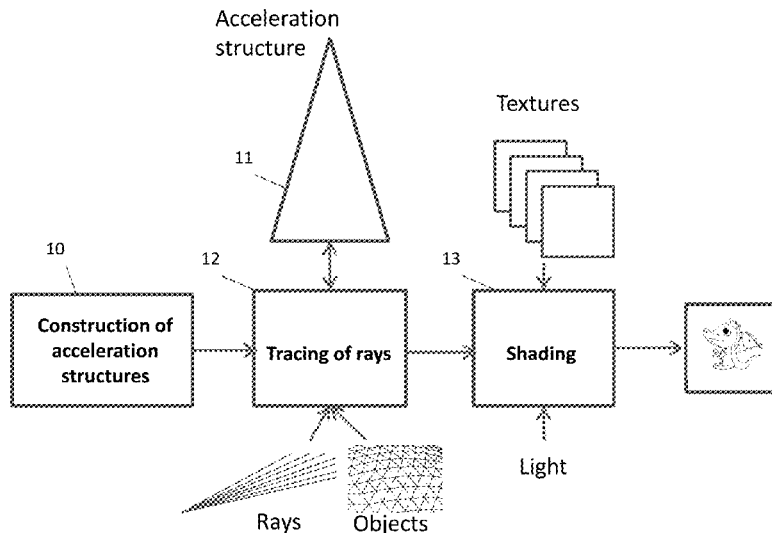 Acceleration
structure
Textures
11
10
12
13
Construction of
acceleration
structures
Tracing of rays
Shading
Light
Rays
Objects